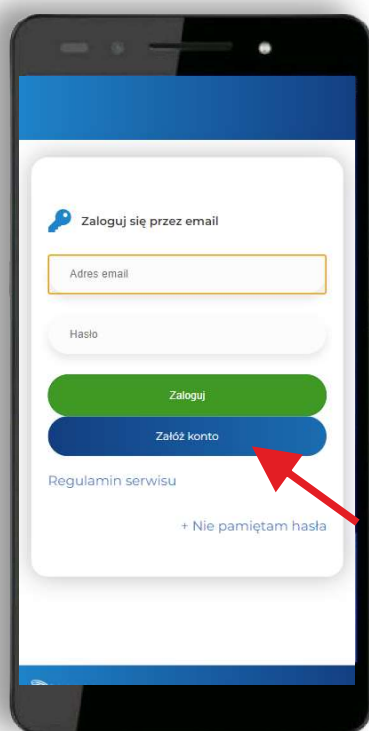 Zaloguj się przez email
Adres email
Hasło
Zaloguj
Załóż konto
Regulamin serwisu
+ Nie pamiętam hasła